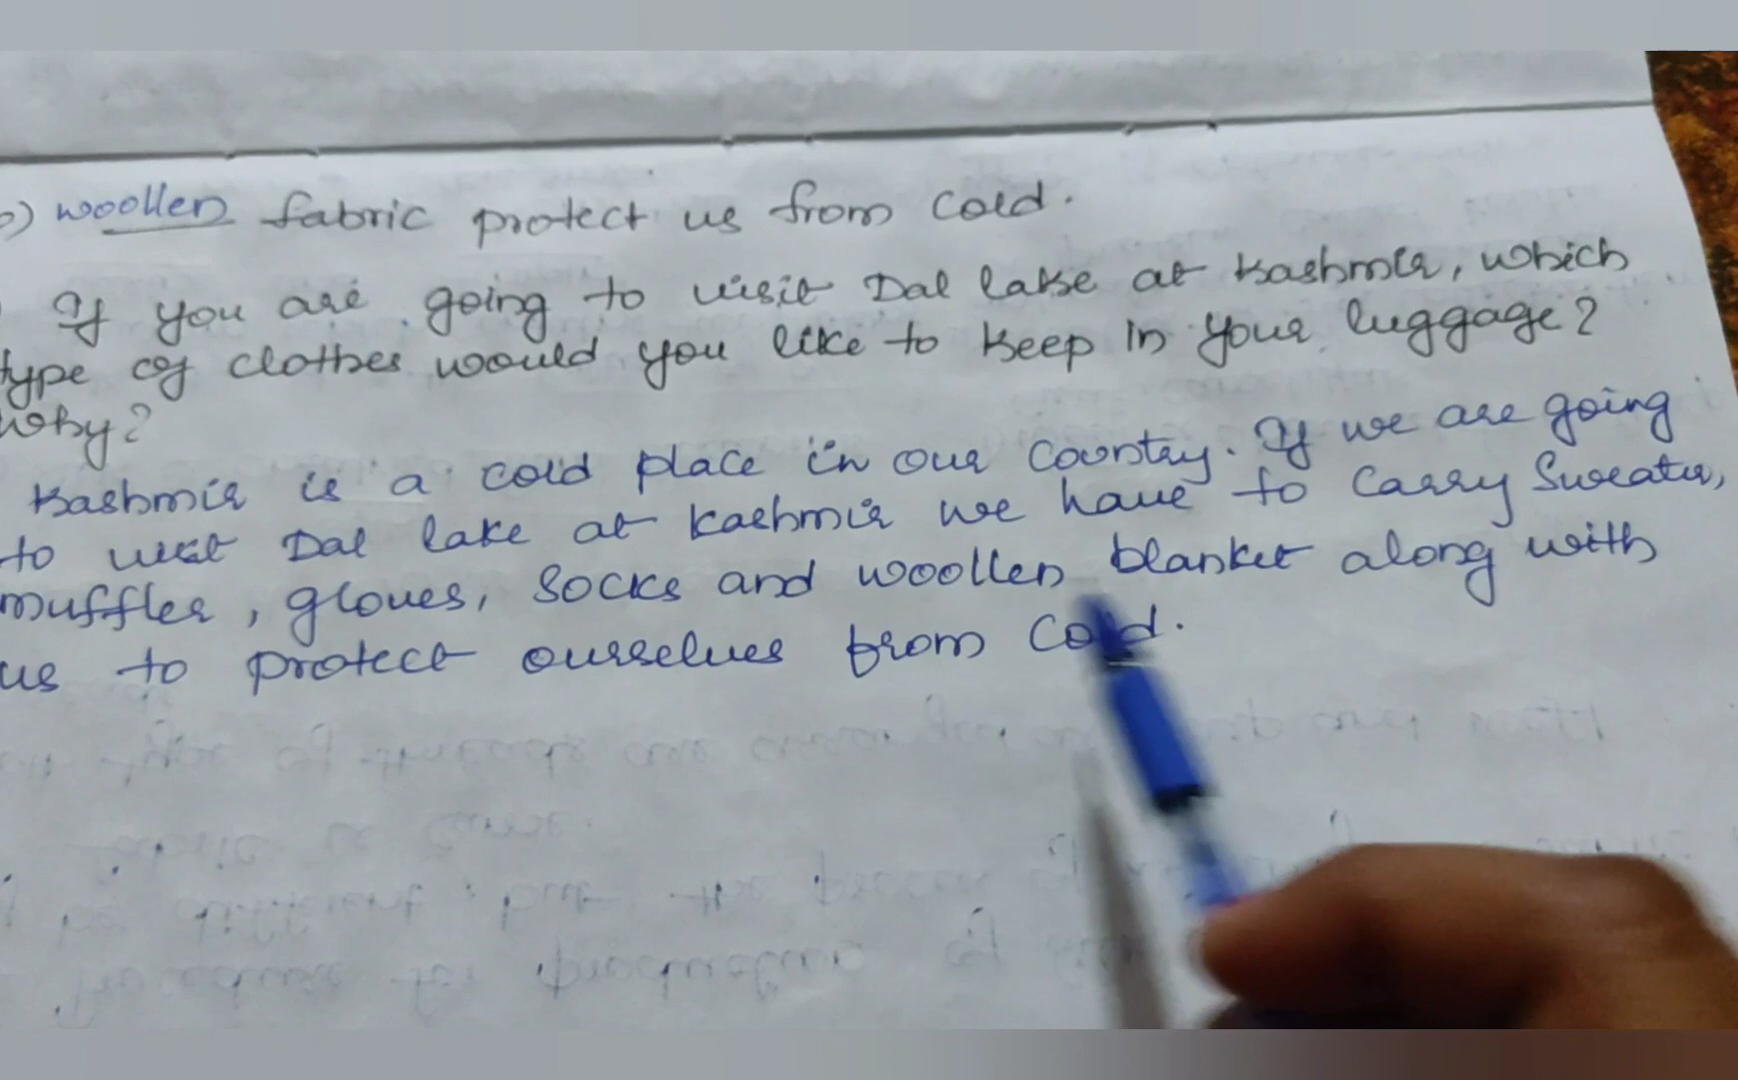 ) woollen fabric protect us from cold.
If you are going to visit Dal lake at Kashmir, which
type of clothes would you like to keep in your luggage?
why?
Kashmir is a cold place in our country. If we are going
to visit Dal lake at Kashmir we have to carry Sweater,
muffler, gloves, socks and woollen blanket along with
us to protect ourselves from cold.